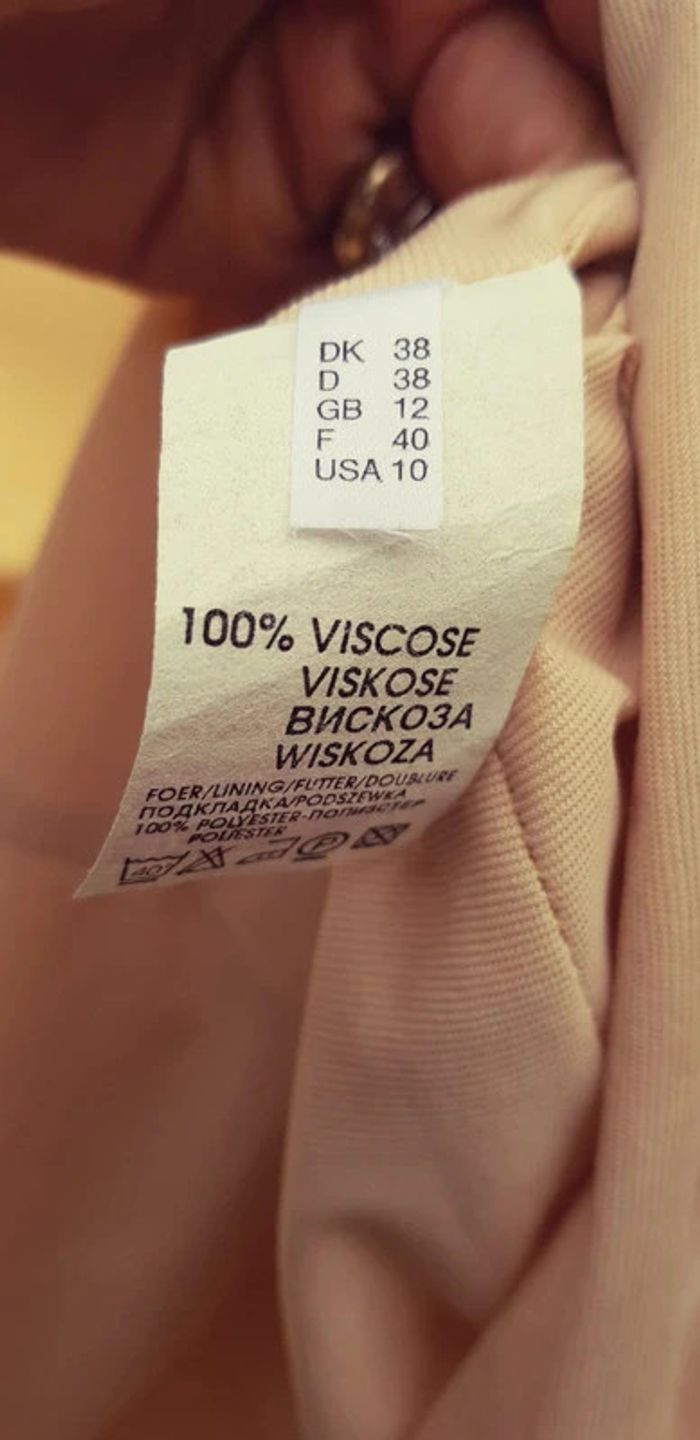 DK 38
D 38
GB 12
F 40
USA 10
100% VISCOSE
VISKOSE
ВИСКОЗА
WISKOZA
FOER/LINING/FUTTER/DOUBLURE
ПОДКЛАДКА/PODSZEWKA
100% POLYESTER-ПОЛИЭСТЕР
POLIESTER
40° P